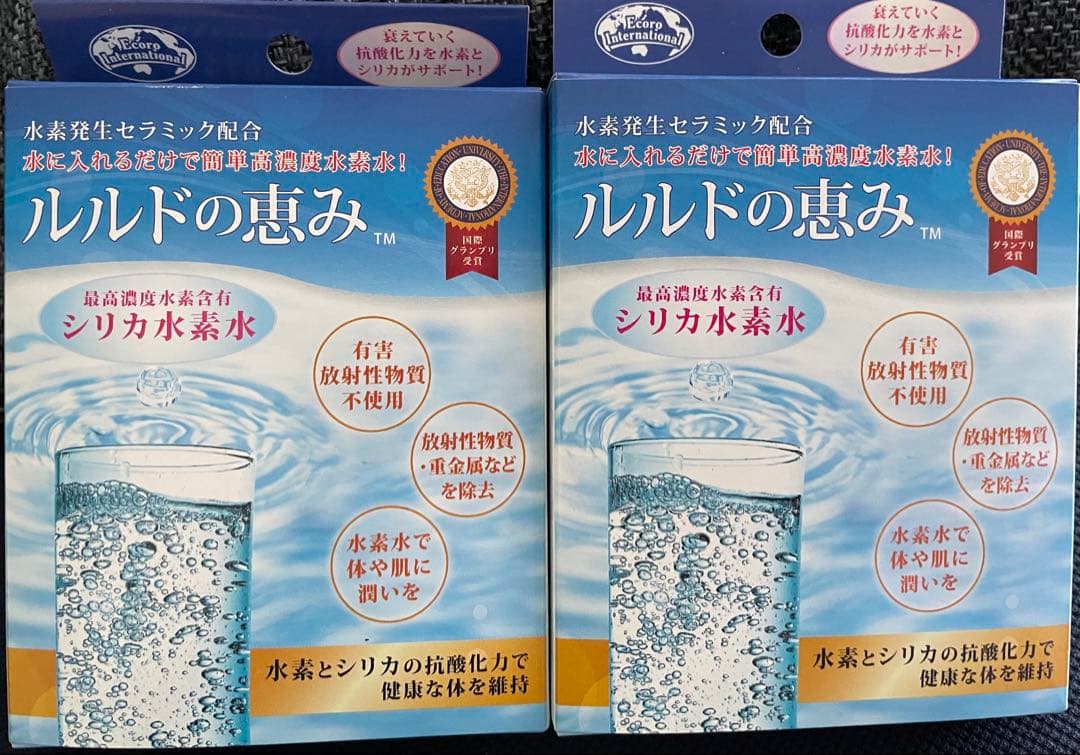 Ecorp
International
衰えていく
抗酸化力を水素と
シリカがサポート!
水素発生セラミック配合
水に入れるだけで簡単高濃度水素水!
ルルドの恵み™
国際
グランプリ
受賞
最高濃度水素含有
シリカ水素水
有害
放射性物質
不使用
放射性物質
・重金属など
を除去
水素水で
体や肌に
潤いを
水素とシリカの抗酸化力で
健康な体を維持
Ecorp
International
衰えていく
抗酸化力を水素と
シリカがサポート!
水素発生セラミック配合
水に入れるだけで簡単高濃度水素水!
ルルドの恵み™
国際
グランプリ
受賞
最高濃度水素含有
シリカ水素水
有害
放射性物質
不使用
放射性物質
・重金属など
を除去
水素水で
体や肌に
潤いを
水素とシリカの抗酸化力で
健康な体を維持